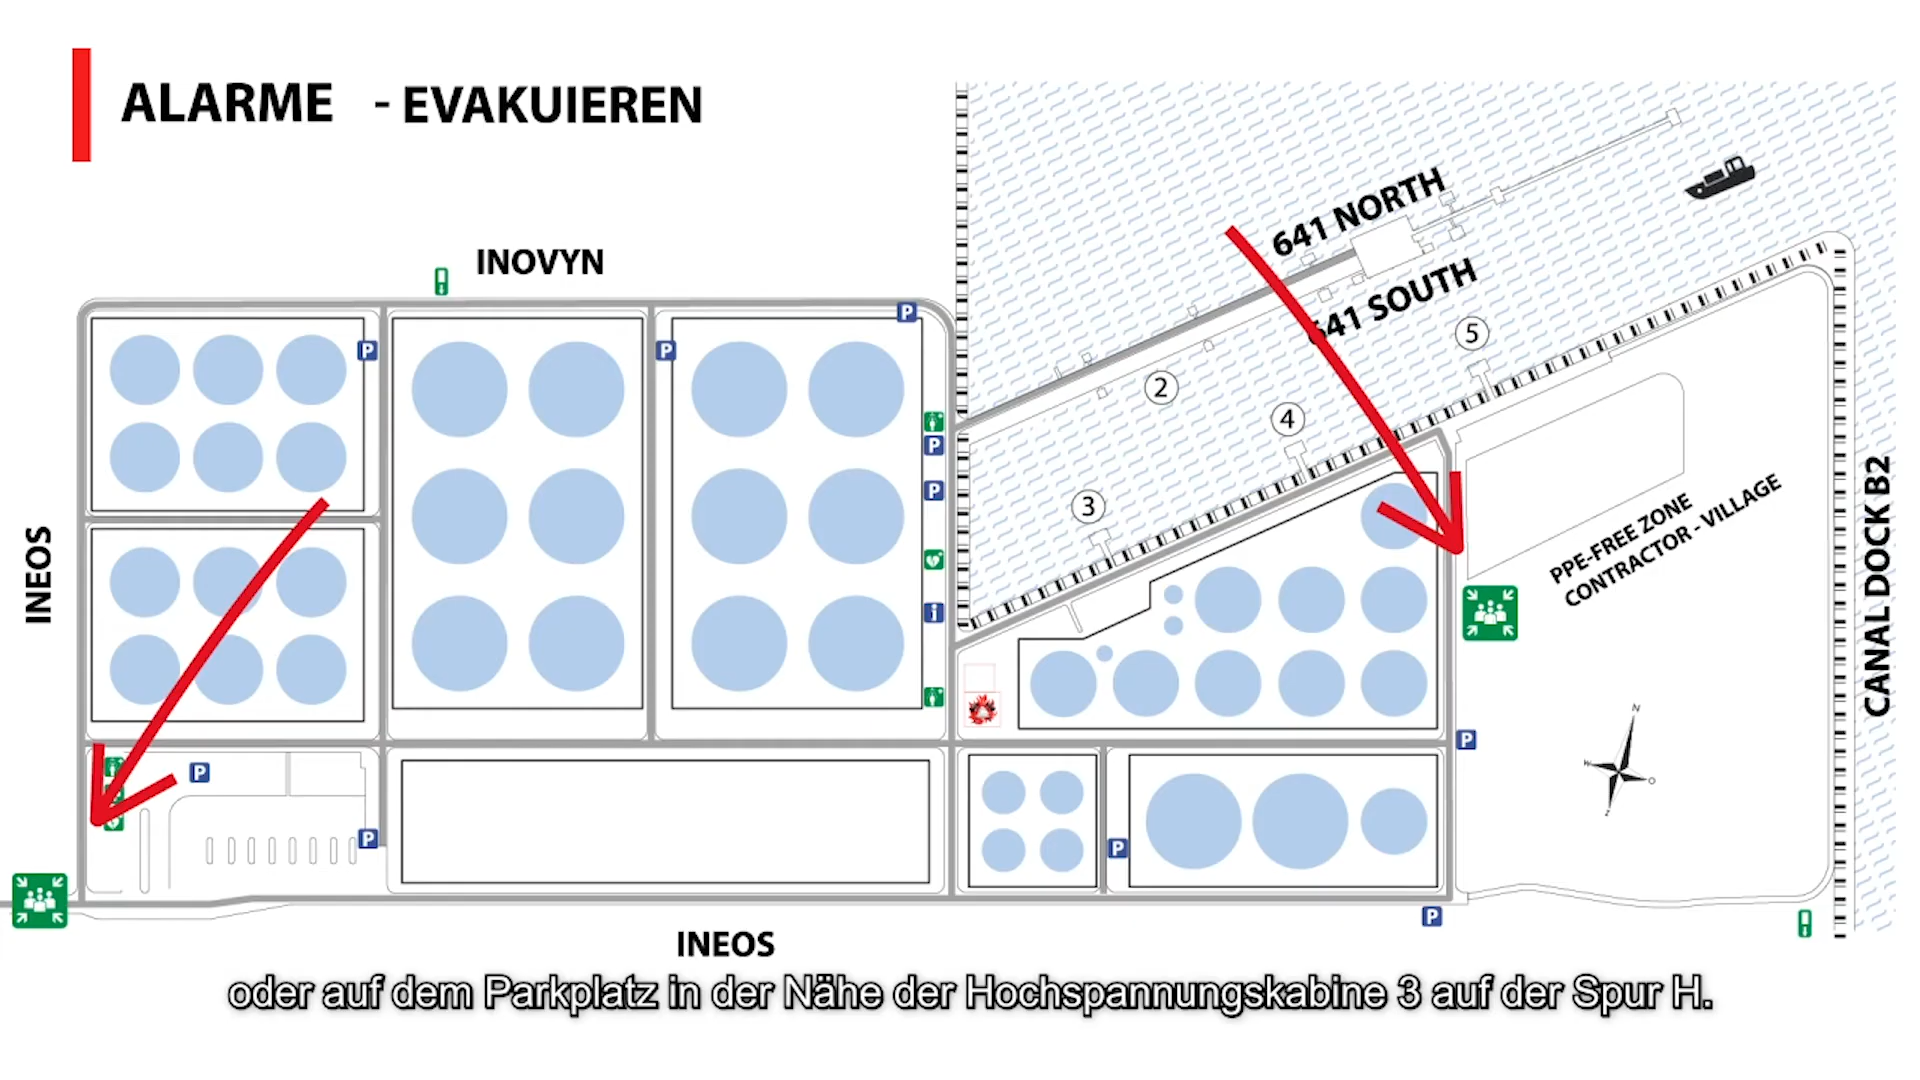 ALARME - EVAKUIEREN
641 NORTH
INOVYN
641 SOUTH
P
5
P
P
2
4
P
P
3
INEOS
PPE-FREE ZONE
CONTRACTOR - VILLAGE
CANAL DOCK B2
i
N
W
O
Z
P
P
P
P
P
INEOS
oder auf dem Parkplatz in der Nähe der Hochspannungskabine 3 auf der Spur H.